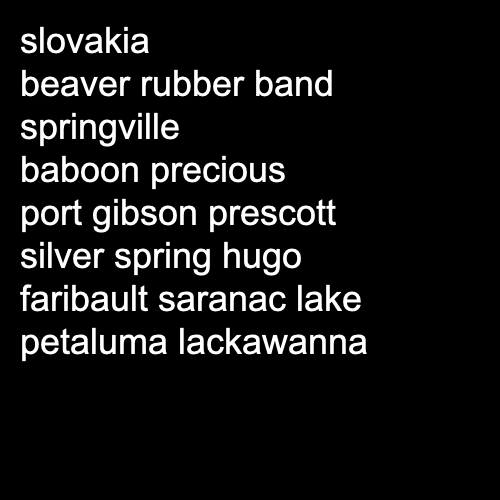 slovakia
beaver rubber band
springville
baboon precious
port gibson prescott
silver spring hugo
faribault saranac lake
petaluma lackawanna